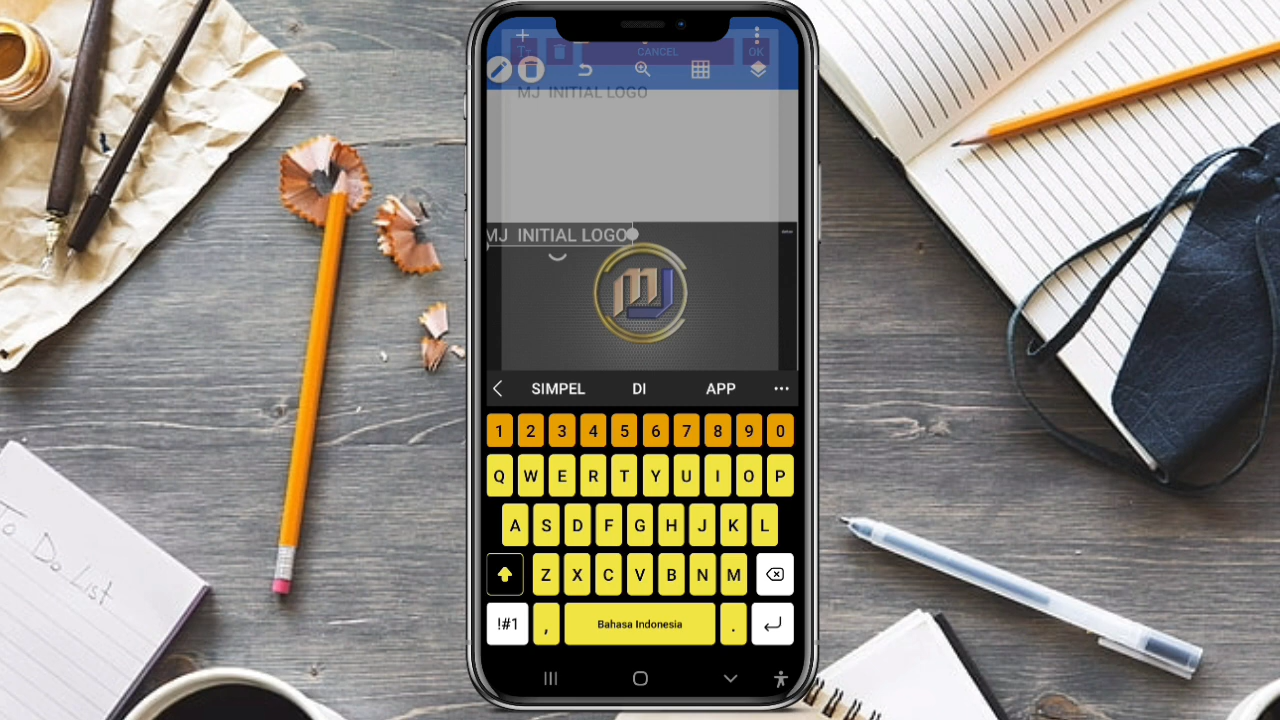 CANCEL
OK
MJ INITIAL LOGO
MJ INITIAL LOGO
MJ
SIMPEL DI APP
1 2 3 4 5 6 7 8 9 0
Q W E R T Y U I O P
A S D F G H J K L
Z X C V B N M
!#1 , Bahasa Indonesia .
To Do List